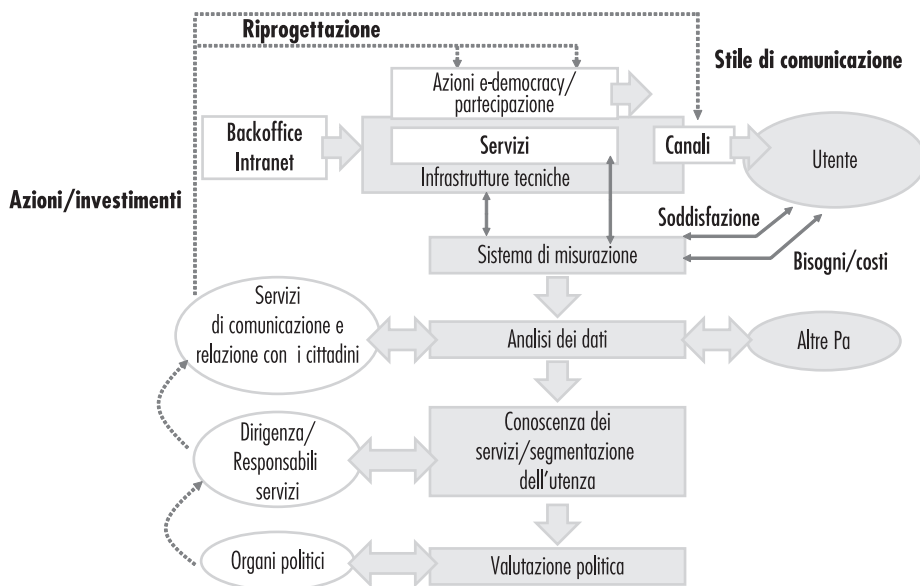 Riprogettazione
Stile di comunicazione
Azioni e-democracy/
partecipazione
Backoffice
Intranet
Servizi
Canali
Utente
Infrastrutture tecniche
Azioni/investimenti
Soddisfazione
Sistema di misurazione
Bisogni/costi
Servizi
di comunicazione e
relazione con i cittadini
Analisi dei dati
Altre Pa
Dirigenza/
Responsabili
servizi
Conoscenza dei
servizi/segmentazione
dell'utenza
Organi politici
Valutazione politica